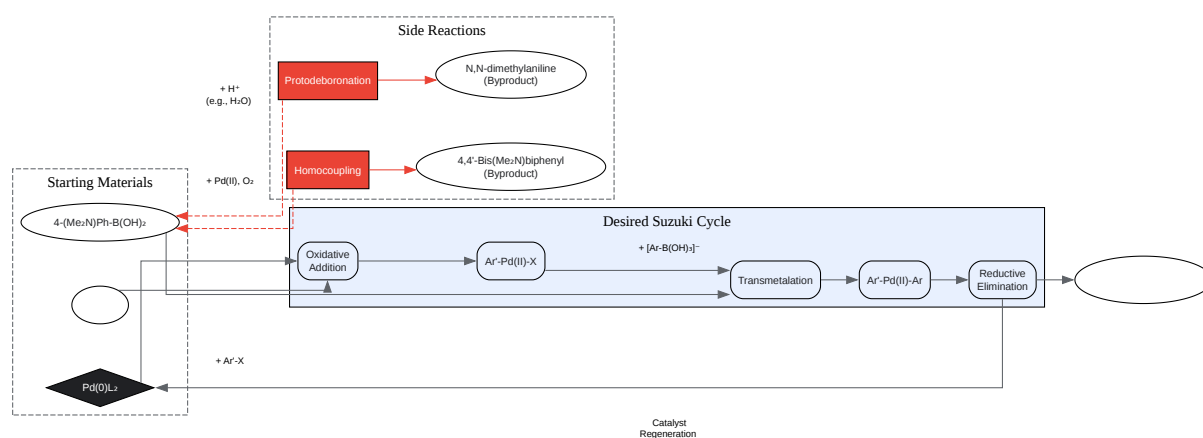 Side Reactions
Protodeboronation
N,N-dimethylaniline
(Byproduct)
+ H⁺
(e.g., H₂O)
Homocoupling
4,4'-Bis(Me₂N)biphenyl
(Byproduct)
+ Pd(II), O₂
Starting Materials
4-(Me₂N)Ph-B(OH)₂
Pd(0)L₂
Desired Suzuki Cycle
Oxidative
Addition
Ar'-Pd(II)-X
+ [Ar-B(OH)₃]⁻
Transmetalation
Ar'-Pd(II)-Ar
Reductive
Elimination
+ Ar'-X
Catalyst
Regeneration